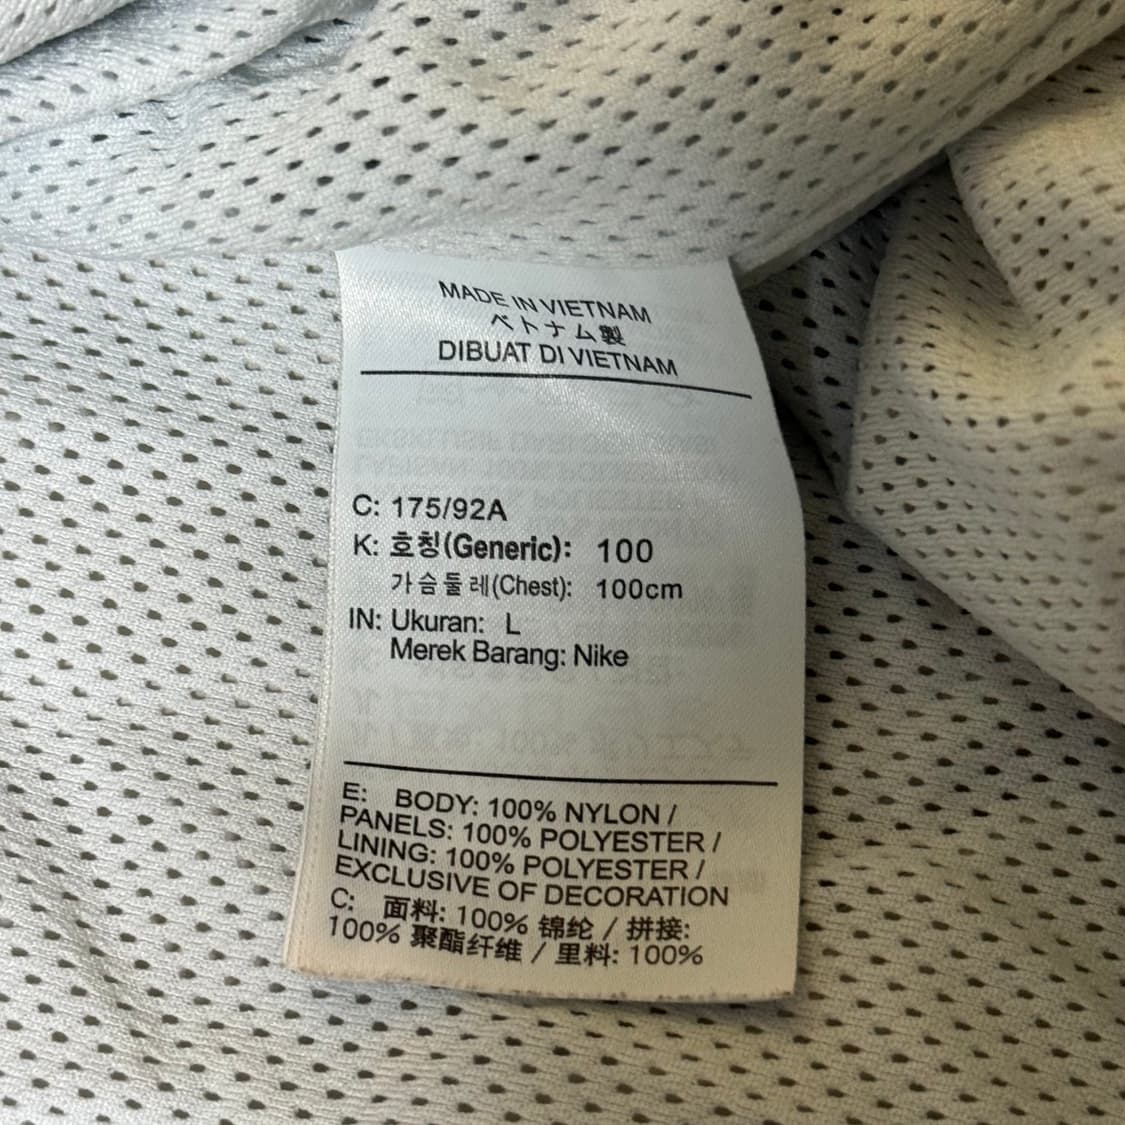 MADE IN VIETNAM
ベトナム製
DIBUAT DI VIETNAM
C: 175/92A
K: 호칭(Generic): 100
가슴둘레(Chest): 100cm
IN: Ukuran: L
Merek Barang: Nike
E: BODY: 100% NYLON /
PANELS: 100% POLYESTER /
LINING: 100% POLYESTER /
EXCLUSIVE OF DECORATION
C: 面料: 100% 锦纶 / 拼接:
100% 聚酯纤维 / 里料: 100%